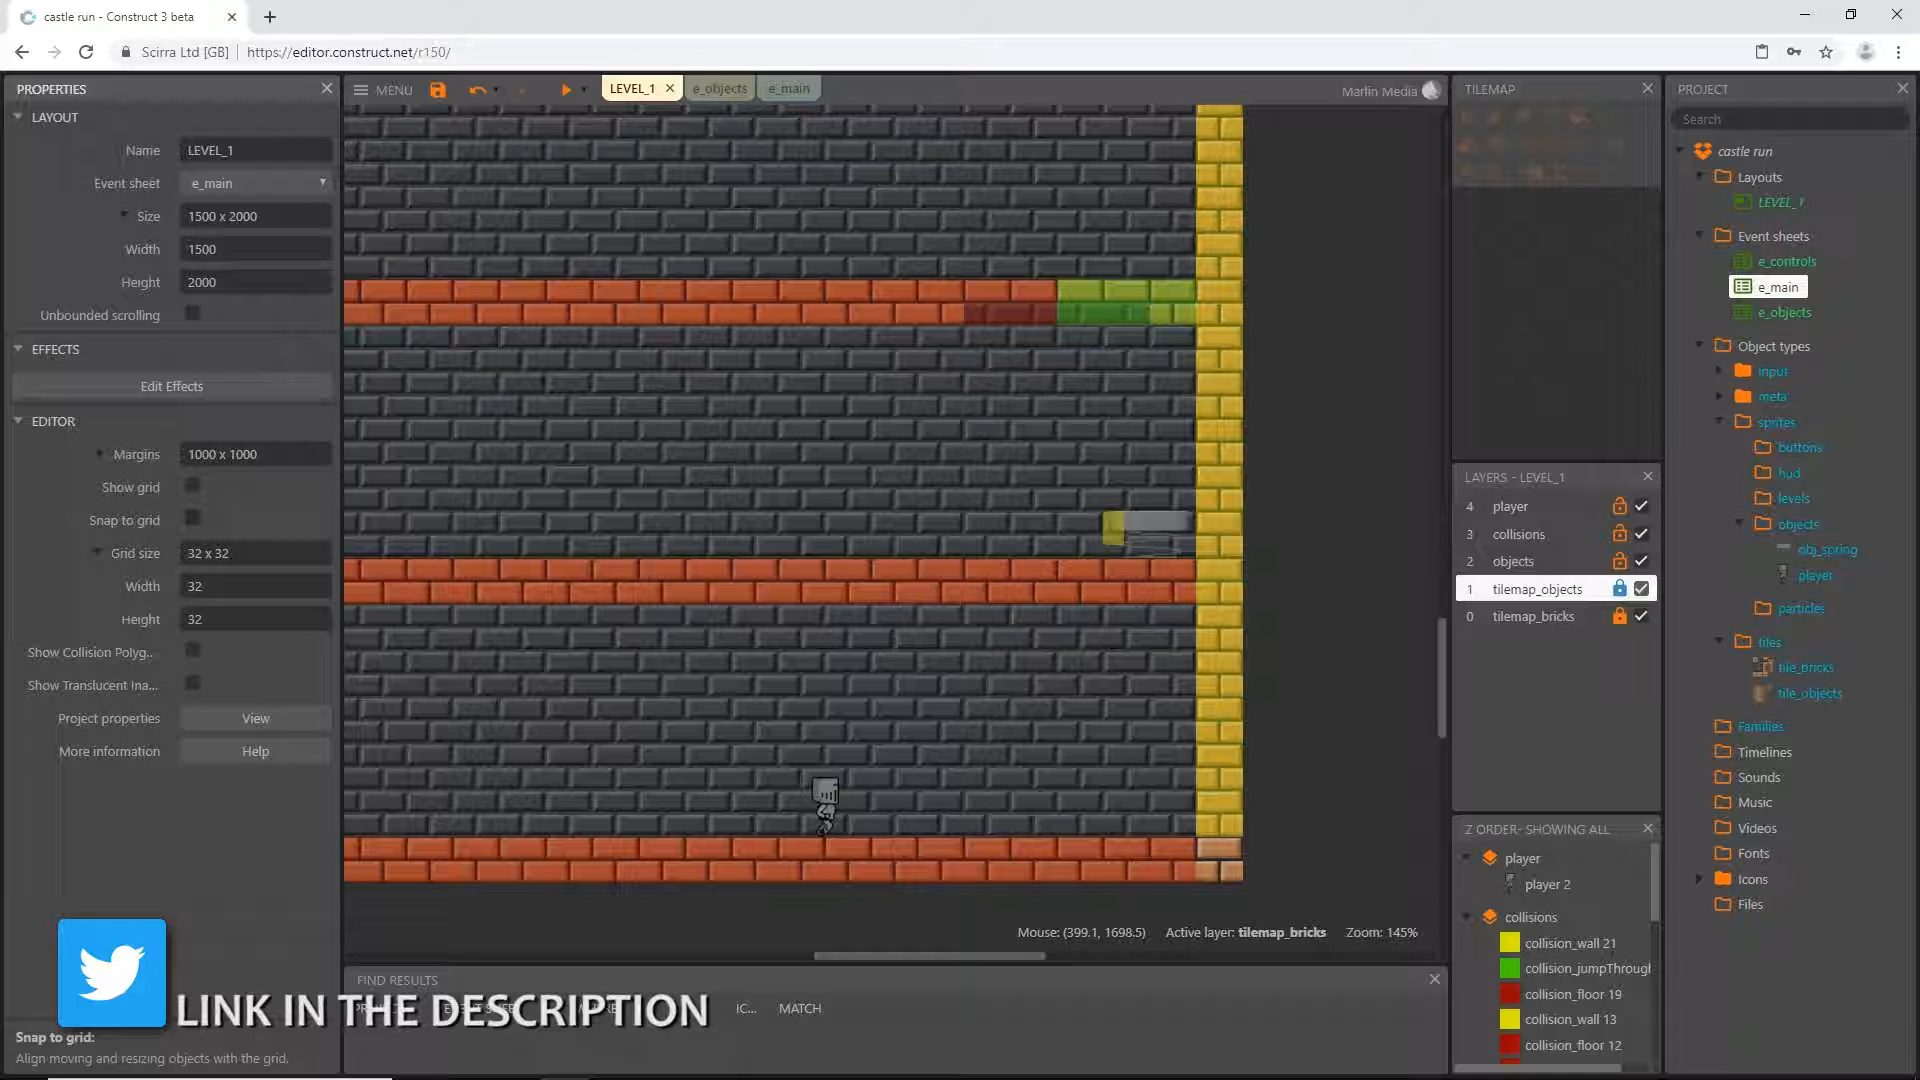 castle run - Construct 3 beta
Scirra Ltd [GB]
https://editor.construct.net/r150/
PROPERTIES
LAYOUT
Name LEVEL_1
Event sheet e_main
Size 1500 x 2000
Width 1500
Height 2000
Unbounded scrolling
EFFECTS
Edit Effects
EDITOR
Margins 1000 x 1000
Show grid
Snap to grid
Grid size 32 x 32
Width 32
Height 32
Show Collision Polyg...
Show Translucent Ina...
Project properties View
More information Help
Snap to grid:
Align moving and resizing objects with the grid.
MENU
LEVEL_1
e_objects
e_main
Marlin Media
Mouse: (399.1, 1698.5) Active layer: tilemap_bricks Zoom: 145%
FIND RESULTS
IC... MATCH
LINK IN THE DESCRIPTION
TILEMAP
LAYERS - LEVEL_1
4 player
3 collisions
2 objects
1 tilemap_objects
0 tilemap_bricks
Z ORDER- SHOWING ALL
player
player 2
collisions
collision_wall 21
collision_jumpThrough
collision_floor 19
collision_wall 13
collision_floor 12
PROJECT
Search
castle run
Layouts
LEVEL_1
Event sheets
e_controls
e_main
e_objects
Object types
input
meta
sprites
buttons
hud
levels
objects
obj_spring
player
particles
tiles
tile_bricks
tile_objects
Families
Timelines
Sounds
Music
Videos
Fonts
Icons
Files